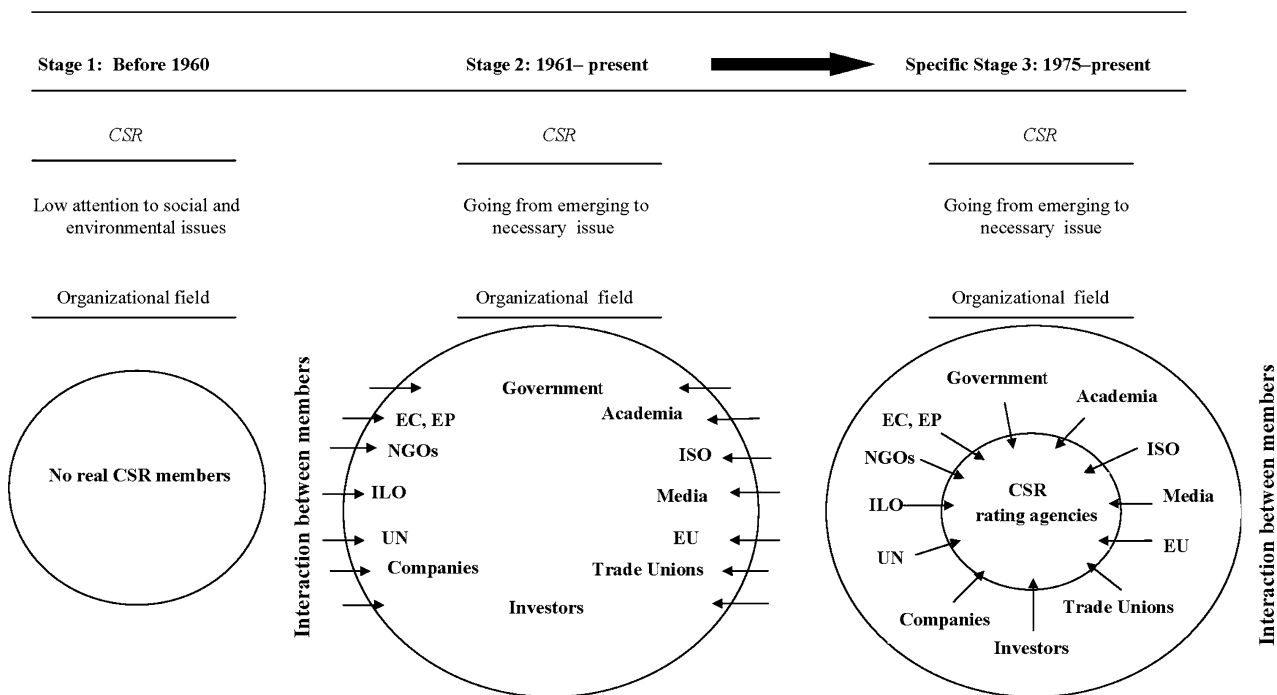 Stage 1: Before 1960
Stage 2: 1961– present
Specific Stage 3: 1975–present
CSR
CSR
CSR
Low attention to social and
environmental issues
Going from emerging to
necessary issue
Going from emerging to
necessary issue
Organizational field
Organizational field
Organizational field
No real CSR members
Interaction between members
Government
Academia
EC, EP
NGOs
ISO
ILO
Media
UN
EU
Companies
Trade Unions
Investors
Government
Academia
EC, EP
NGOs
ISO
CSR
rating agencies
ILO
Media
UN
EU
Companies
Trade Unions
Investors
Interaction between members